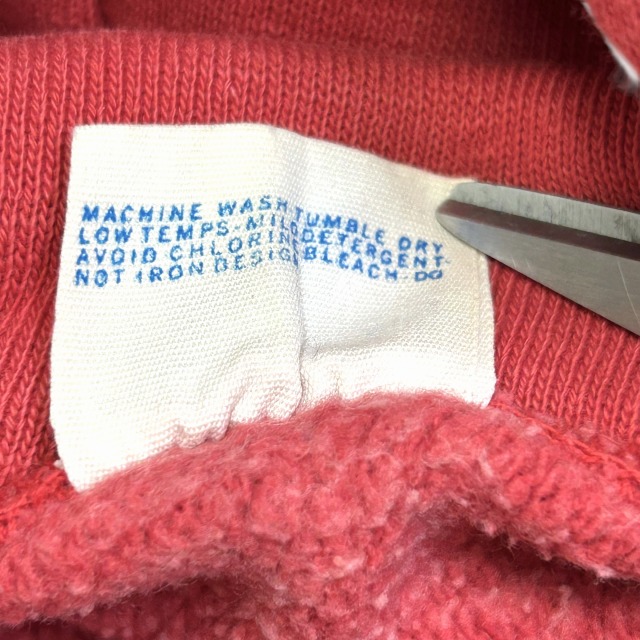 MACHINE WASH TUMBLE DRY
LOW TEMPS-MILD DETERGENT-
AVOID CHLORINE BLEACH-DO
NOT IRON DESIGN